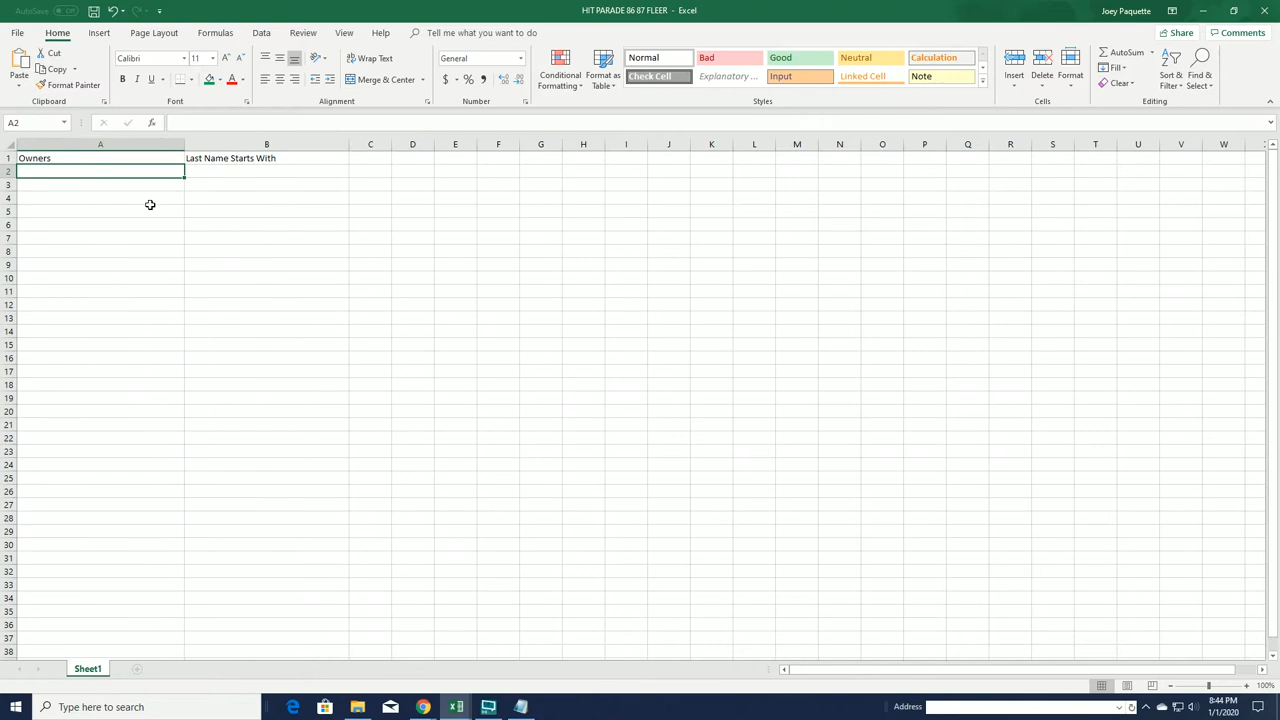 AutoSave Off HIT PARADE 86 87 FLEER - Excel Joey Paquette
File Home Insert Page Layout Formulas Data Review View Help Tell me what you want to do Share Comments
Paste Cut Copy Format Painter Clipboard
Calibri 11 B I U A Font
Wrap Text Merge & Center Alignment
General $ % , Number
Conditional Formatting Format as Table
Normal Bad Good Neutral Calculation
Check Cell Explanatory ... Input Linked Cell Note
Styles
Insert Delete Format Cells
AutoSum Fill Clear Sort & Filter Find & Select Editing
A2 fx
A B C D E F G H I J K L M N O P Q R S T U V W
1 Owners Last Name Starts With
2
3
4
5
6
7
8
9
10
11
12
13
14
15
16
17
18
19
20
21
22
23
24
25
26
27
28
29
30
31
32
33
34
35
36
37
38
Sheet1
100%
Type here to search Address 8:44 PM
1/1/2020